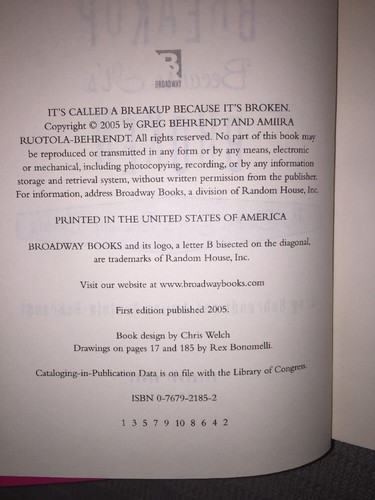 BREAKUP
Because It's
B
BROADWAY
IT'S CALLED A BREAKUP BECAUSE IT'S BROKEN.
Copyright © 2005 by GREG BEHRENDT AND AMIIRA
RUOTOLA-BEHRENDT. All rights reserved. No part of this book may
be reproduced or transmitted in any form or by any means, electronic
or mechanical, including photocopying, recording, or by any information
storage and retrieval system, without written permission from the publisher.
For information, address Broadway Books, a division of Random House, Inc.
PRINTED IN THE UNITED STATES OF AMERICA
BROADWAY BOOKS and its logo, a letter B bisected on the diagonal,
are trademarks of Random House, Inc.
Visit our website at www.broadwaybooks.com
First edition published 2005.
Book design by Chris Welch
Drawings on pages 17 and 185 by Rex Bonomelli.
Cataloging-in-Publication Data is on file with the Library of Congress.
ISBN 0-7679-2185-2
1 3 5 7 9 10 8 6 4 2